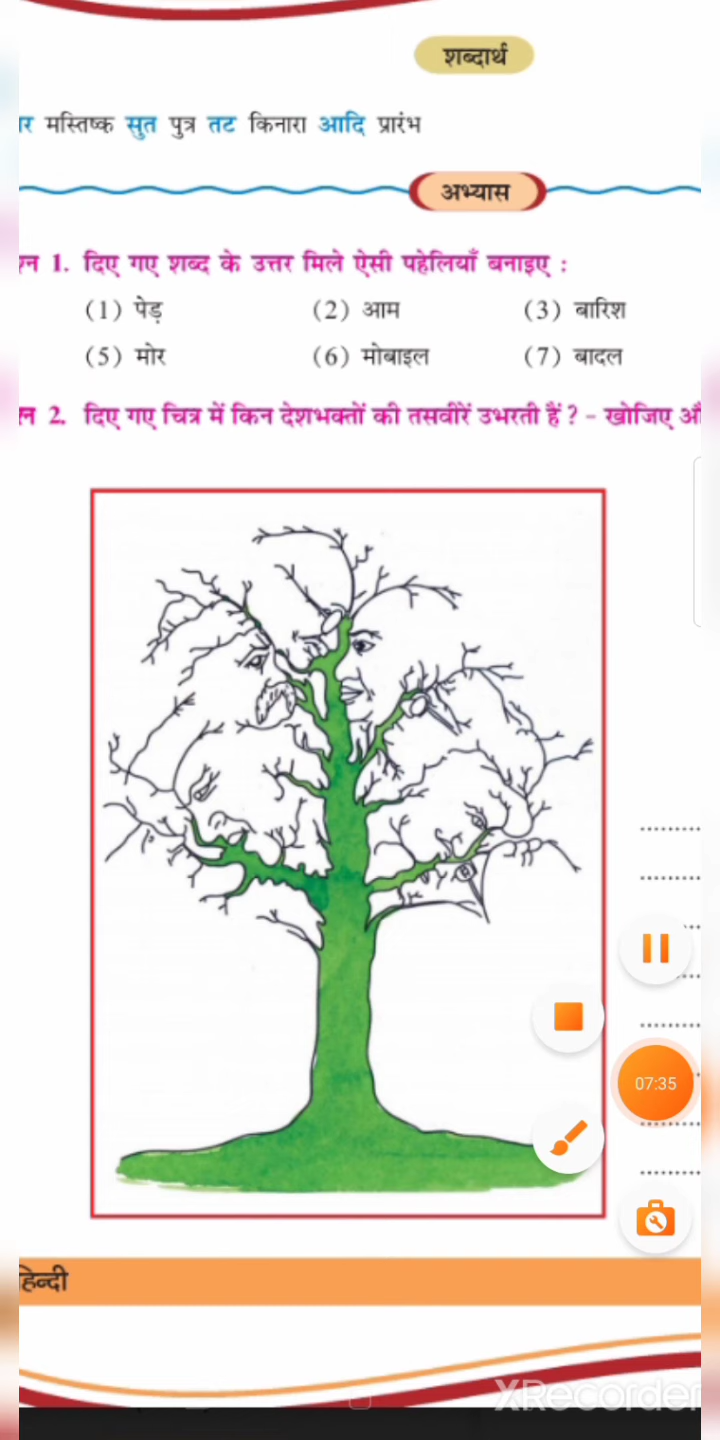 शब्दार्थ
र मस्तिष्क सुत पुत्र तट किनारा आदि प्रारंभ
अभ्यास
न 1. दिए गए शब्द के उत्तर मिले ऐसी पहेलियाँ बनाइए :
(1) पेड़ (2) आम (3) बारिश
(5) मोर (6) मोबाइल (7) बादल
न 2. दिए गए चित्र में किन देशभक्तों की तसवीरें उभरती हैं ? - खोजिए औ
07:35
हिन्दी
XRecorder